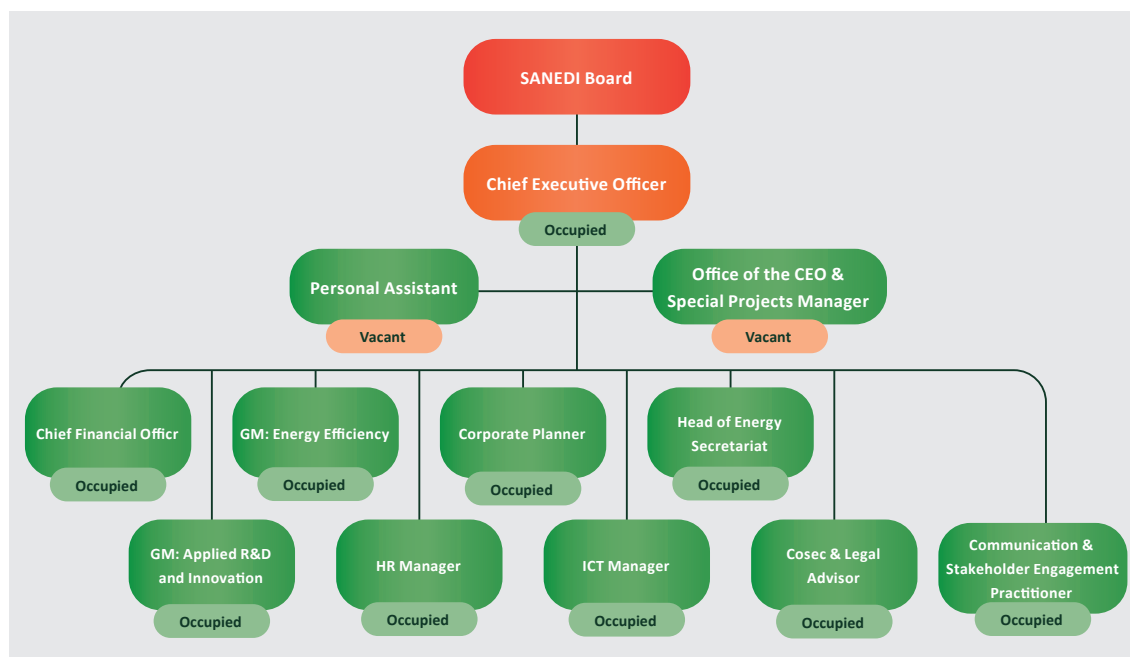 SANEDI Board
Chief Executive Officer
Occupied
Personal Assistant
Vacant
Office of the CEO &
Special Projects Manager
Vacant
Chief Financial Officr
Occupied
GM: Energy Efficiency
Occupied
Corporate Planner
Occupied
Head of Energy
Secretariat
Occupied
GM: Applied R&D
and Innovation
Occupied
HR Manager
Occupied
ICT Manager
Occupied
Cosec & Legal
Advisor
Occupied
Communication &
Stakeholder Engagement
Practitioner
Occupied